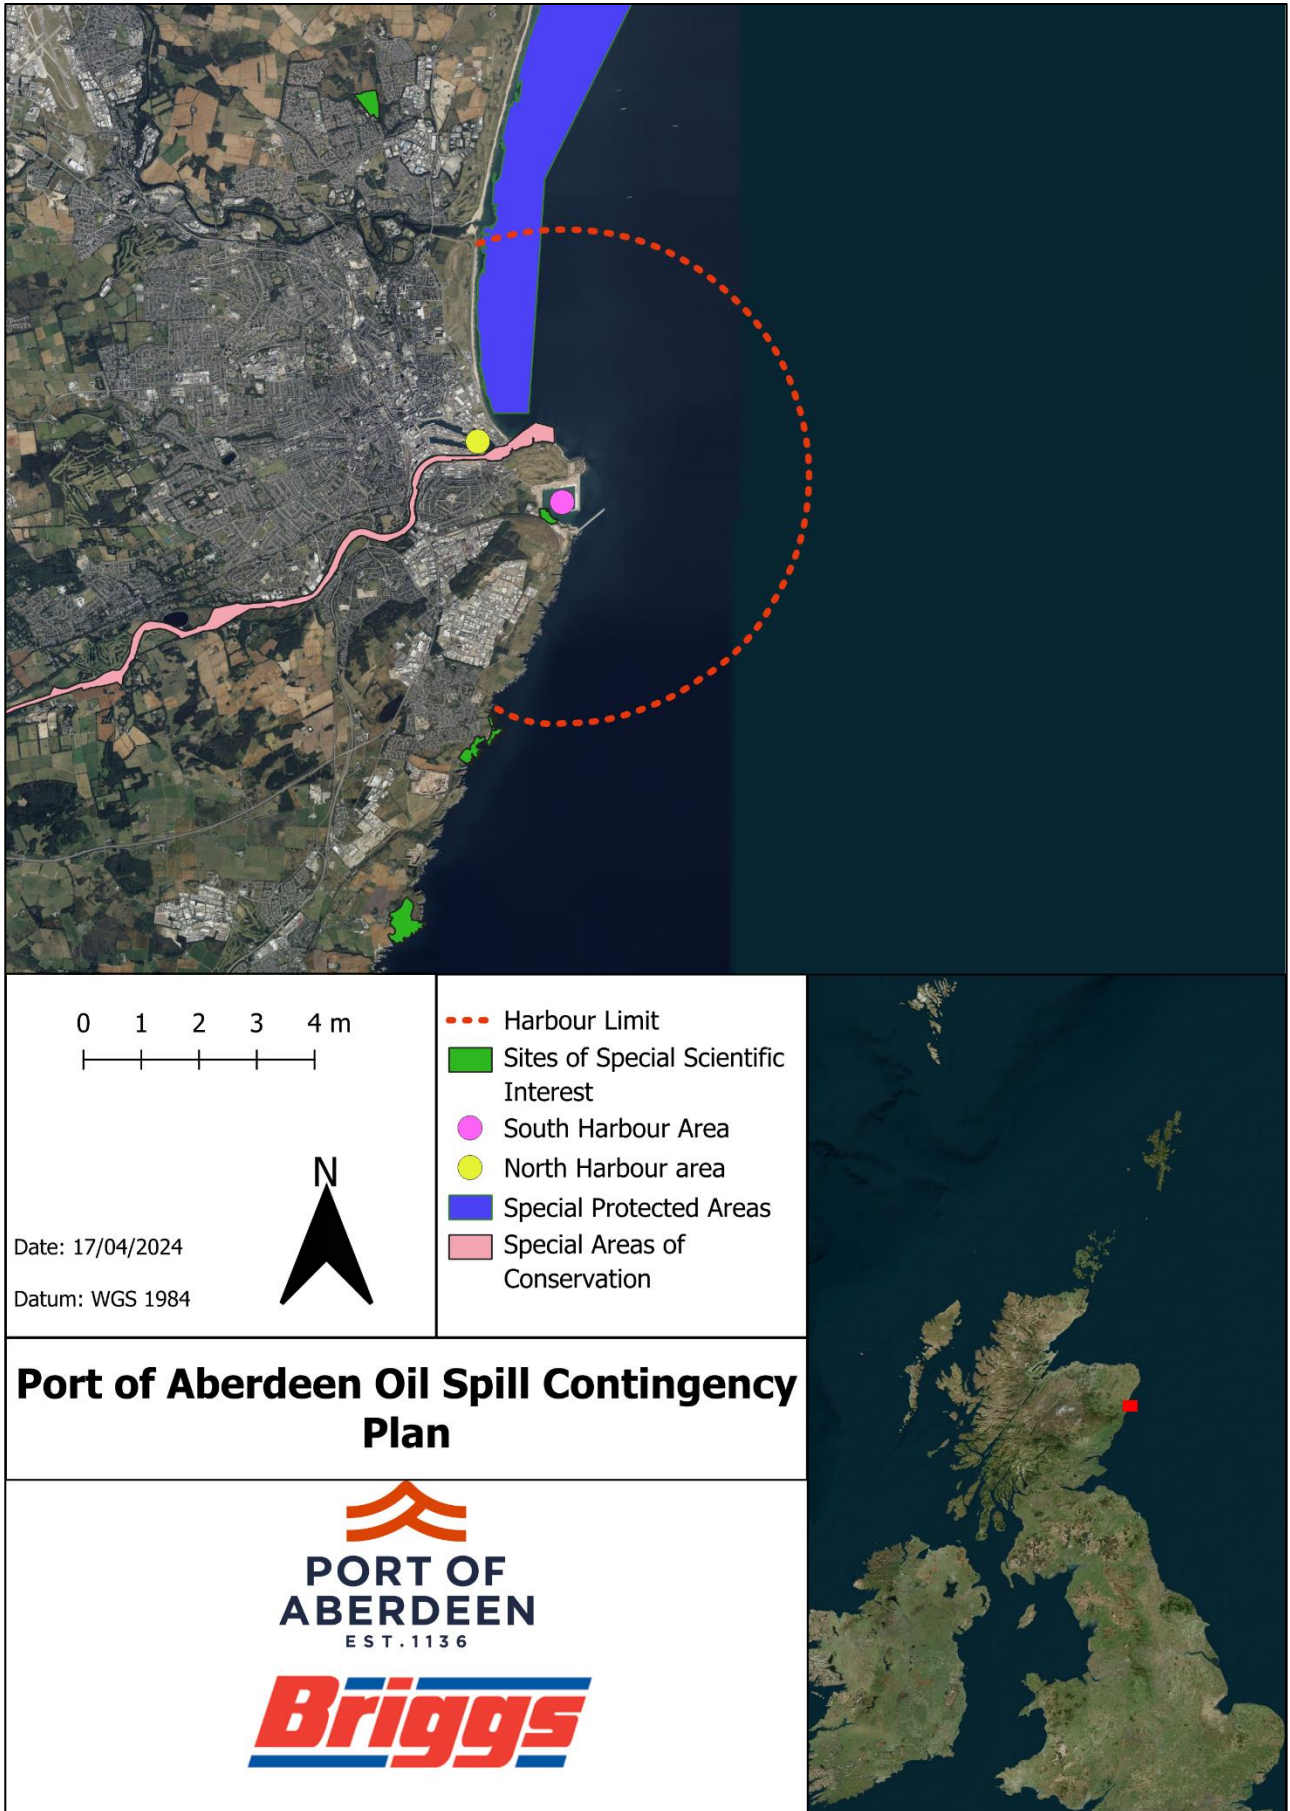 0 1 2 3 4 m
N
Date: 17/04/2024
Datum: WGS 1984
Harbour Limit
Sites of Special Scientific
Interest
South Harbour Area
North Harbour area
Special Protected Areas
Special Areas of
Conservation
Port of Aberdeen Oil Spill Contingency
Plan
PORT OF
ABERDEEN
EST.1136
Briggs